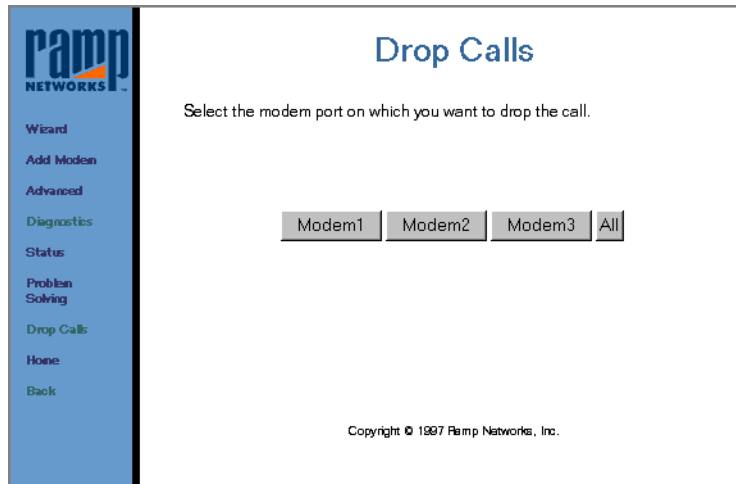 ramp
NETWORKS™
Wizard
Add Modem
Advanced
Diagnostics
Status
Problem
Solving
Drop Calls
Home
Back
Drop Calls
Select the modem port on which you want to drop the call.
Modem1 Modem2 Modem3 All
Copyright © 1997 Ramp Networks, Inc.